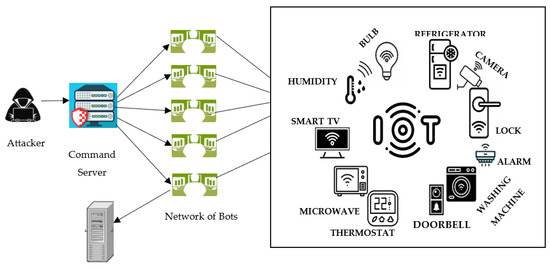 BULB
REFRIGERATOR
CAMERA
HUMIDITY
SMART TV
IOT
LOCK
ALARM
Attacker
Command
Server
Network of Bots
MICROWAVE
22°
THERMOSTAT
DOORBELL
WASHING
MACHINE